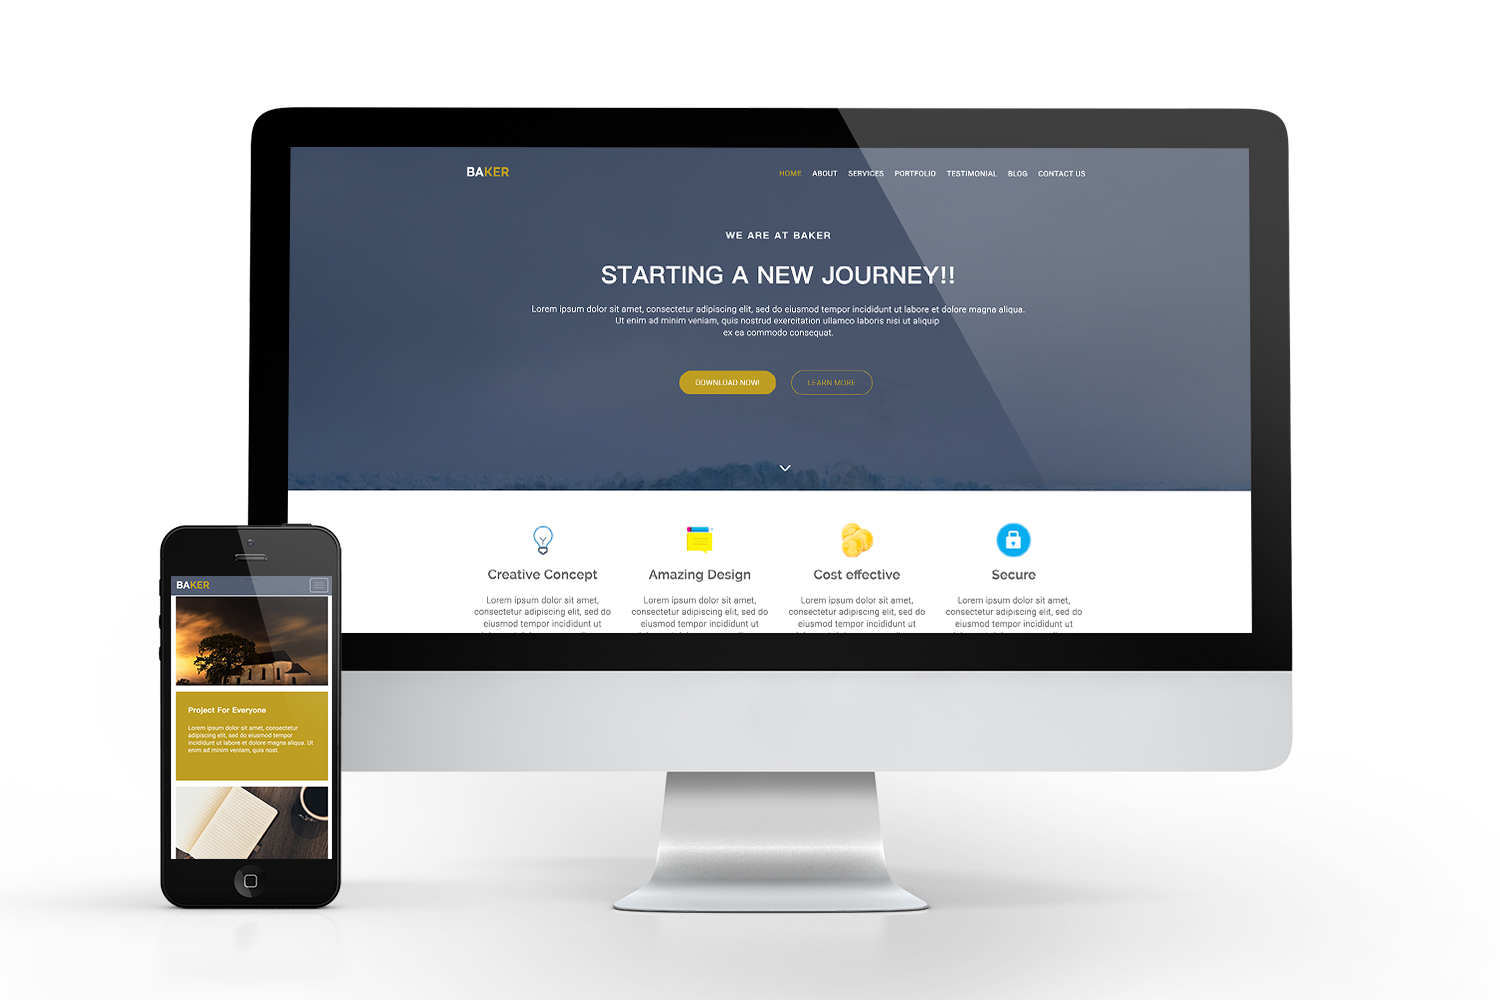 BAKER
HOME ABOUT SERVICES PORTFOLIO TESTIMONIAL BLOG CONTACT US
WE ARE AT BAKER
STARTING A NEW JOURNEY!!
Lorem ipsum dolor sit amet, consectetur adipiscing elit, sed do eiusmod tempor incididunt ut labore et dolore magna aliqua.
Ut enim ad minim veniam, quis nostrud exercitation ullamco laboris nisi ut aliquip
ex ea commodo consequat.
DOWNLOAD NOW!
LEARN MORE
Creative Concept
Lorem ipsum dolor sit amet,
consectetur adipiscing elit, sed do
eiusmod tempor incididunt ut
Amazing Design
Lorem ipsum dolor sit amet,
consectetur adipiscing elit, sed do
eiusmod tempor incididunt ut
Cost effective
Lorem ipsum dolor sit amet,
consectetur adipiscing elit, sed do
eiusmod tempor incididunt ut
Secure
Lorem ipsum dolor sit amet,
consectetur adipiscing elit, sed do
eiusmod tempor incididunt ut
BAKER
Project For Everyone
Lorem ipsum dolor sit amet, consectetur
adipiscing elit, sed do eiusmod tempor
incididunt ut labore et dolore magna aliqua. Ut
enim ad minim veniam, quis nost.